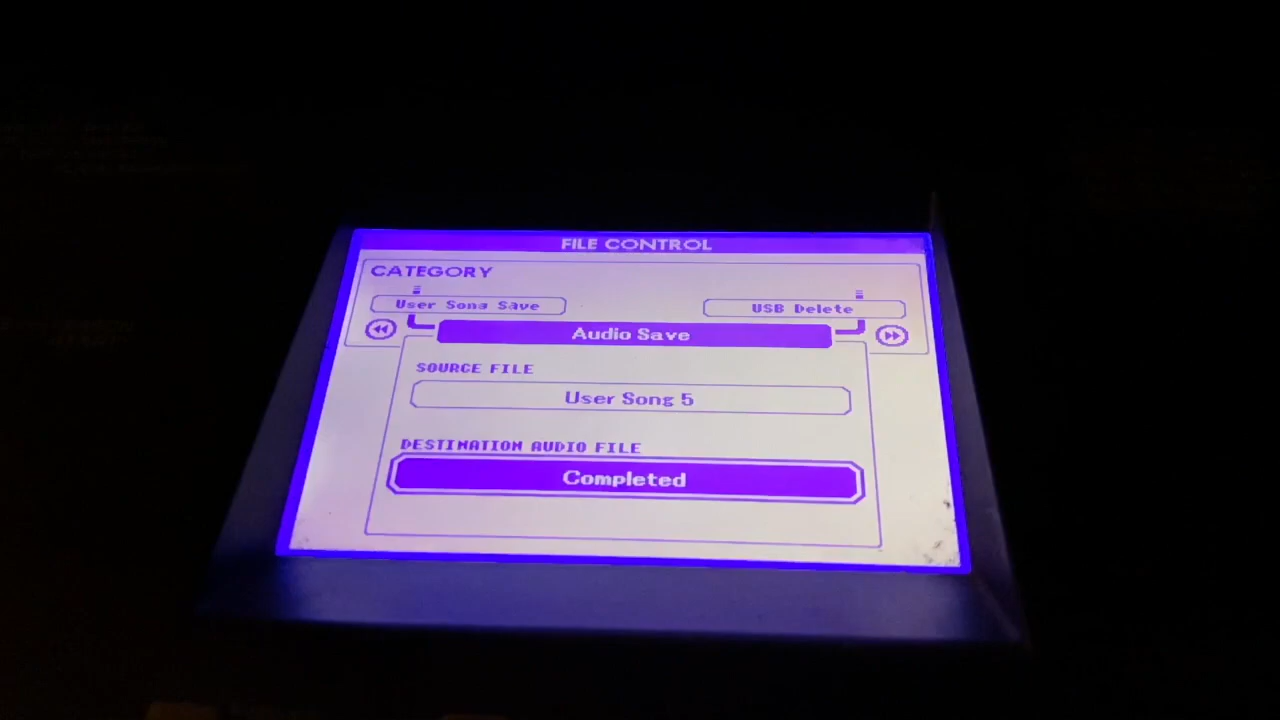 FILE CONTROL
CATEGORY
User Song Save
USB Delete
Audio Save
SOURCE FILE
User Song 5
DESTINATION AUDIO FILE
Completed